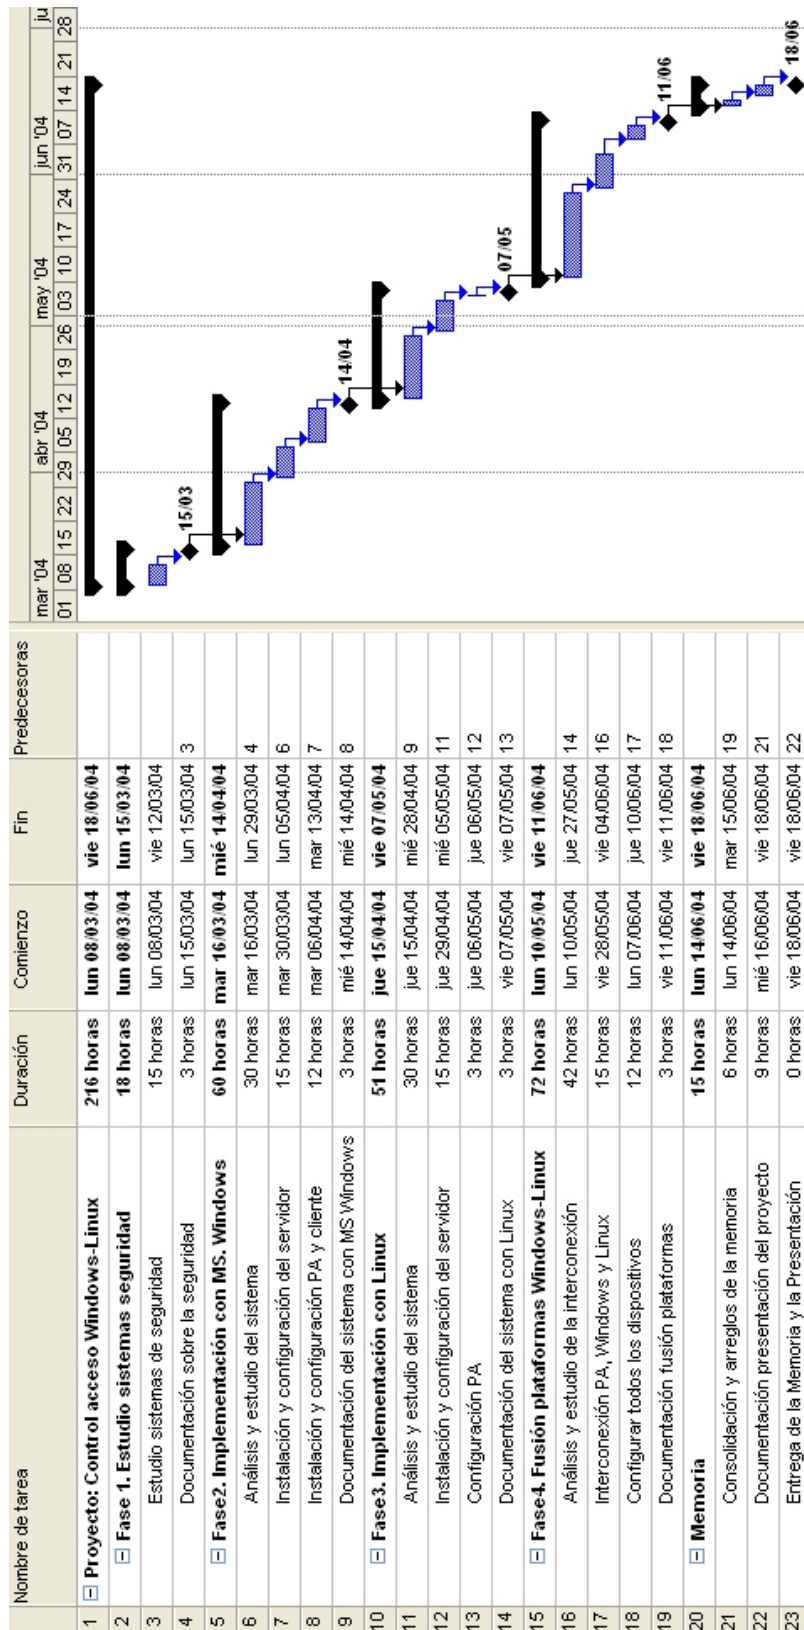 Nombre de tarea Duración Comienzo Fin Predecesoras
mar '04 abr '04 may '04 jun '04 ju
01 08 15 22 29 05 12 19 26 03 10 17 24 31 07 14 21 28
1 Proyecto: Control acceso Windows-Linux 216 horas lun 08/03/04 vie 18/06/04
2 Fase 1. Estudio sistemas seguridad 18 horas lun 08/03/04 lun 15/03/04
3 Estudio sistemas de seguridad 15 horas lun 08/03/04 vie 12/03/04
4 Documentación sobre la seguridad 3 horas lun 15/03/04 lun 15/03/04 3 15/03
5 Fase2. Implementación con MS. Windows 60 horas mar 16/03/04 mié 14/04/04
6 Análisis y estudio del sistema 30 horas mar 16/03/04 lun 29/03/04 4
7 Instalación y configuración del servidor 15 horas mar 30/03/04 lun 05/04/04 6
8 Instalación y configuración PA y cliente 12 horas mar 06/04/04 mar 13/04/04 7
9 Documentación del sistema con MS Windows 3 horas mié 14/04/04 mié 14/04/04 8 14/04
10 Fase3. Implementación con Linux 51 horas jue 15/04/04 vie 07/05/04
11 Análisis y estudio del sistema 30 horas jue 15/04/04 mié 28/04/04 9
12 Instalación y configuración del servidor 15 horas jue 29/04/04 mié 05/05/04 11
13 Configuración PA 3 horas jue 06/05/04 jue 06/05/04 12
14 Documentación del sistema con Linux 3 horas vie 07/05/04 vie 07/05/04 13 07/05
15 Fase4. Fusión plataformas Windows-Linux 72 horas lun 10/05/04 vie 11/06/04
16 Análisis y estudio de la interconexión 42 horas lun 10/05/04 jue 27/05/04 14
17 Interconexión PA, Windows y Linux 15 horas vie 28/05/04 vie 04/06/04 16
18 Configurar todos los dispositivos 12 horas lun 07/06/04 jue 10/06/04 17
19 Documentación fusión plataformas 3 horas vie 11/06/04 vie 11/06/04 18 11/06
20 Memoria 15 horas lun 14/06/04 vie 18/06/04
21 Consolidación y arreglos de la memoria 6 horas lun 14/06/04 mar 15/06/04 19
22 Documentación presentación del proyecto 9 horas mié 16/06/04 vie 18/06/04 21
23 Entrega de la Memoria y la Presentación 0 horas vie 18/06/04 vie 18/06/04 22 18/06